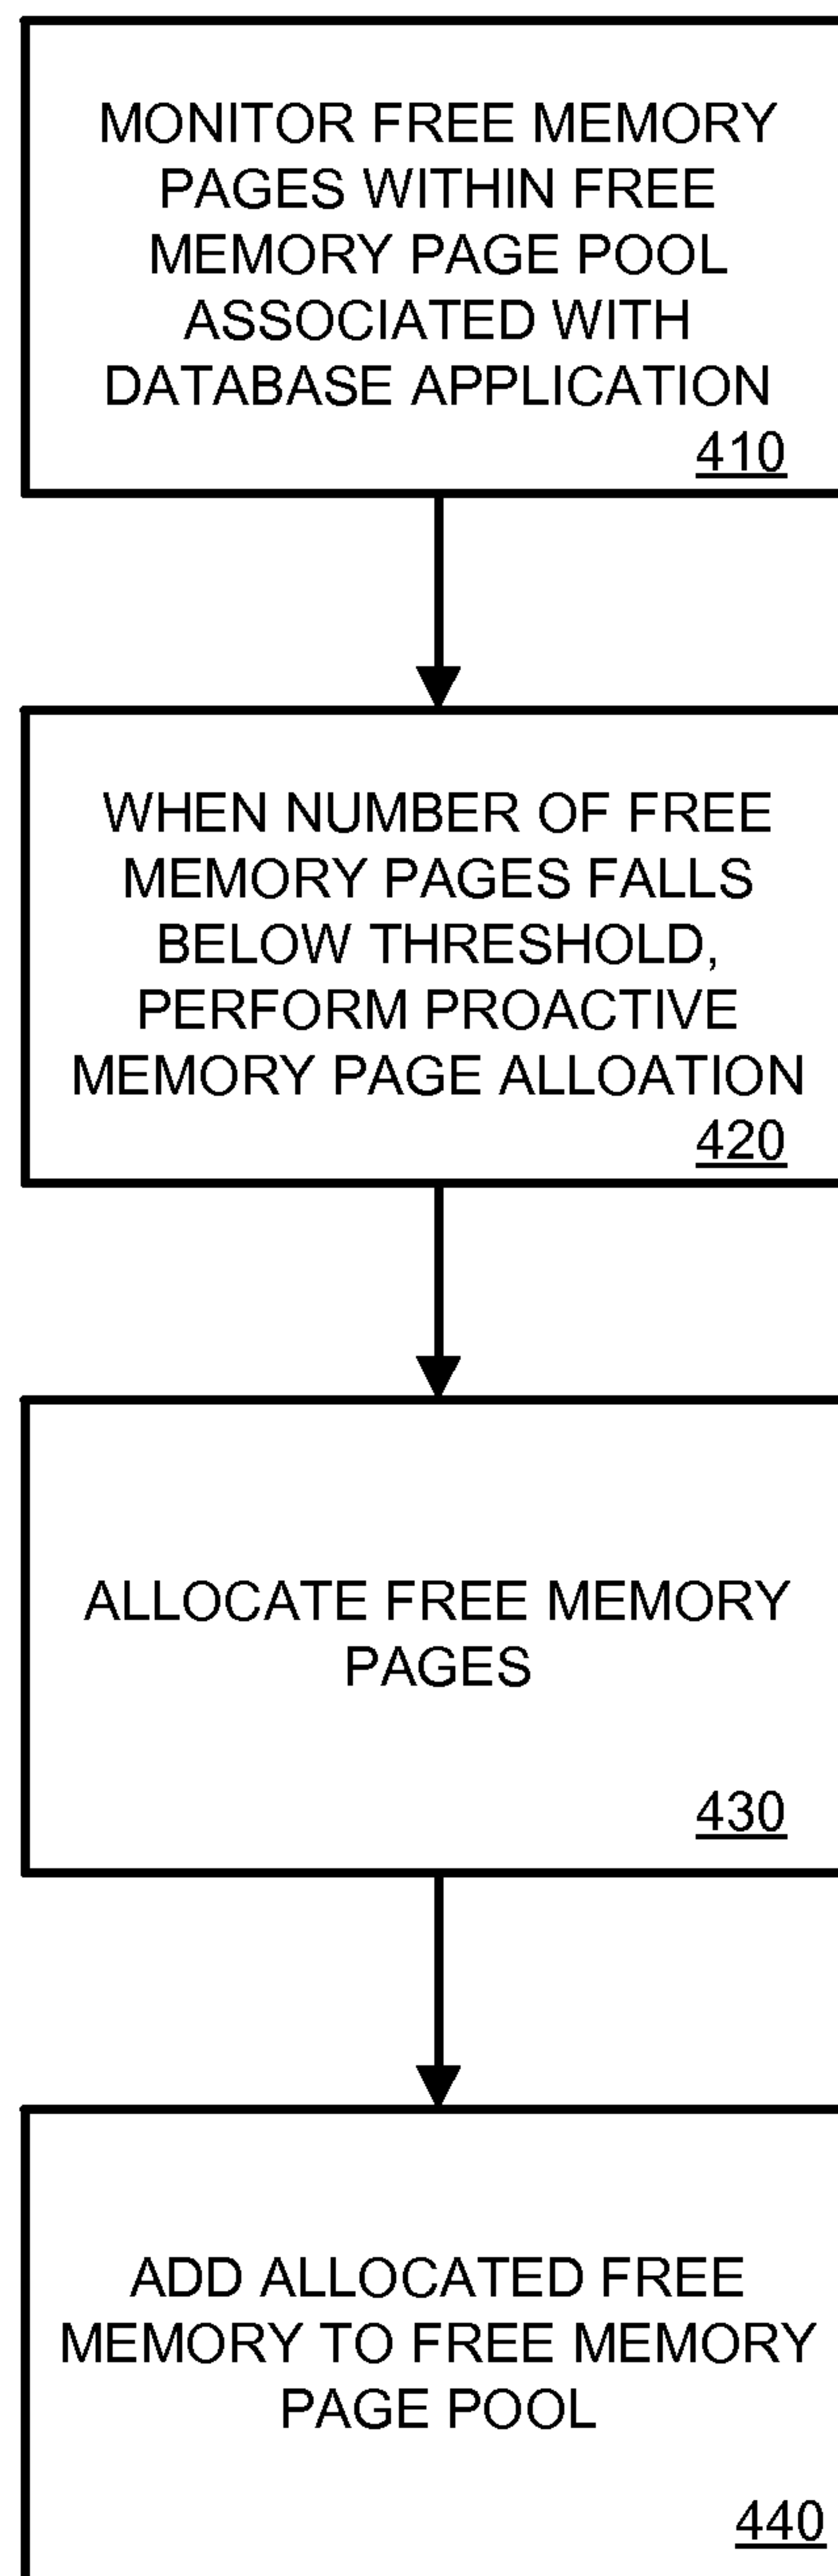 MONITOR FREE MEMORY
PAGES WITHIN FREE
MEMORY PAGE POOL
ASSOCIATED WITH
DATABASE APPLICATION
410
WHEN NUMBER OF FREE
MEMORY PAGES FALLS
BELOW THRESHOLD,
PERFORM PROACTIVE
MEMORY PAGE ALLOATION
420
ALLOCATE FREE MEMORY
PAGES
430
ADD ALLOCATED FREE
MEMORY TO FREE MEMORY
PAGE POOL
440